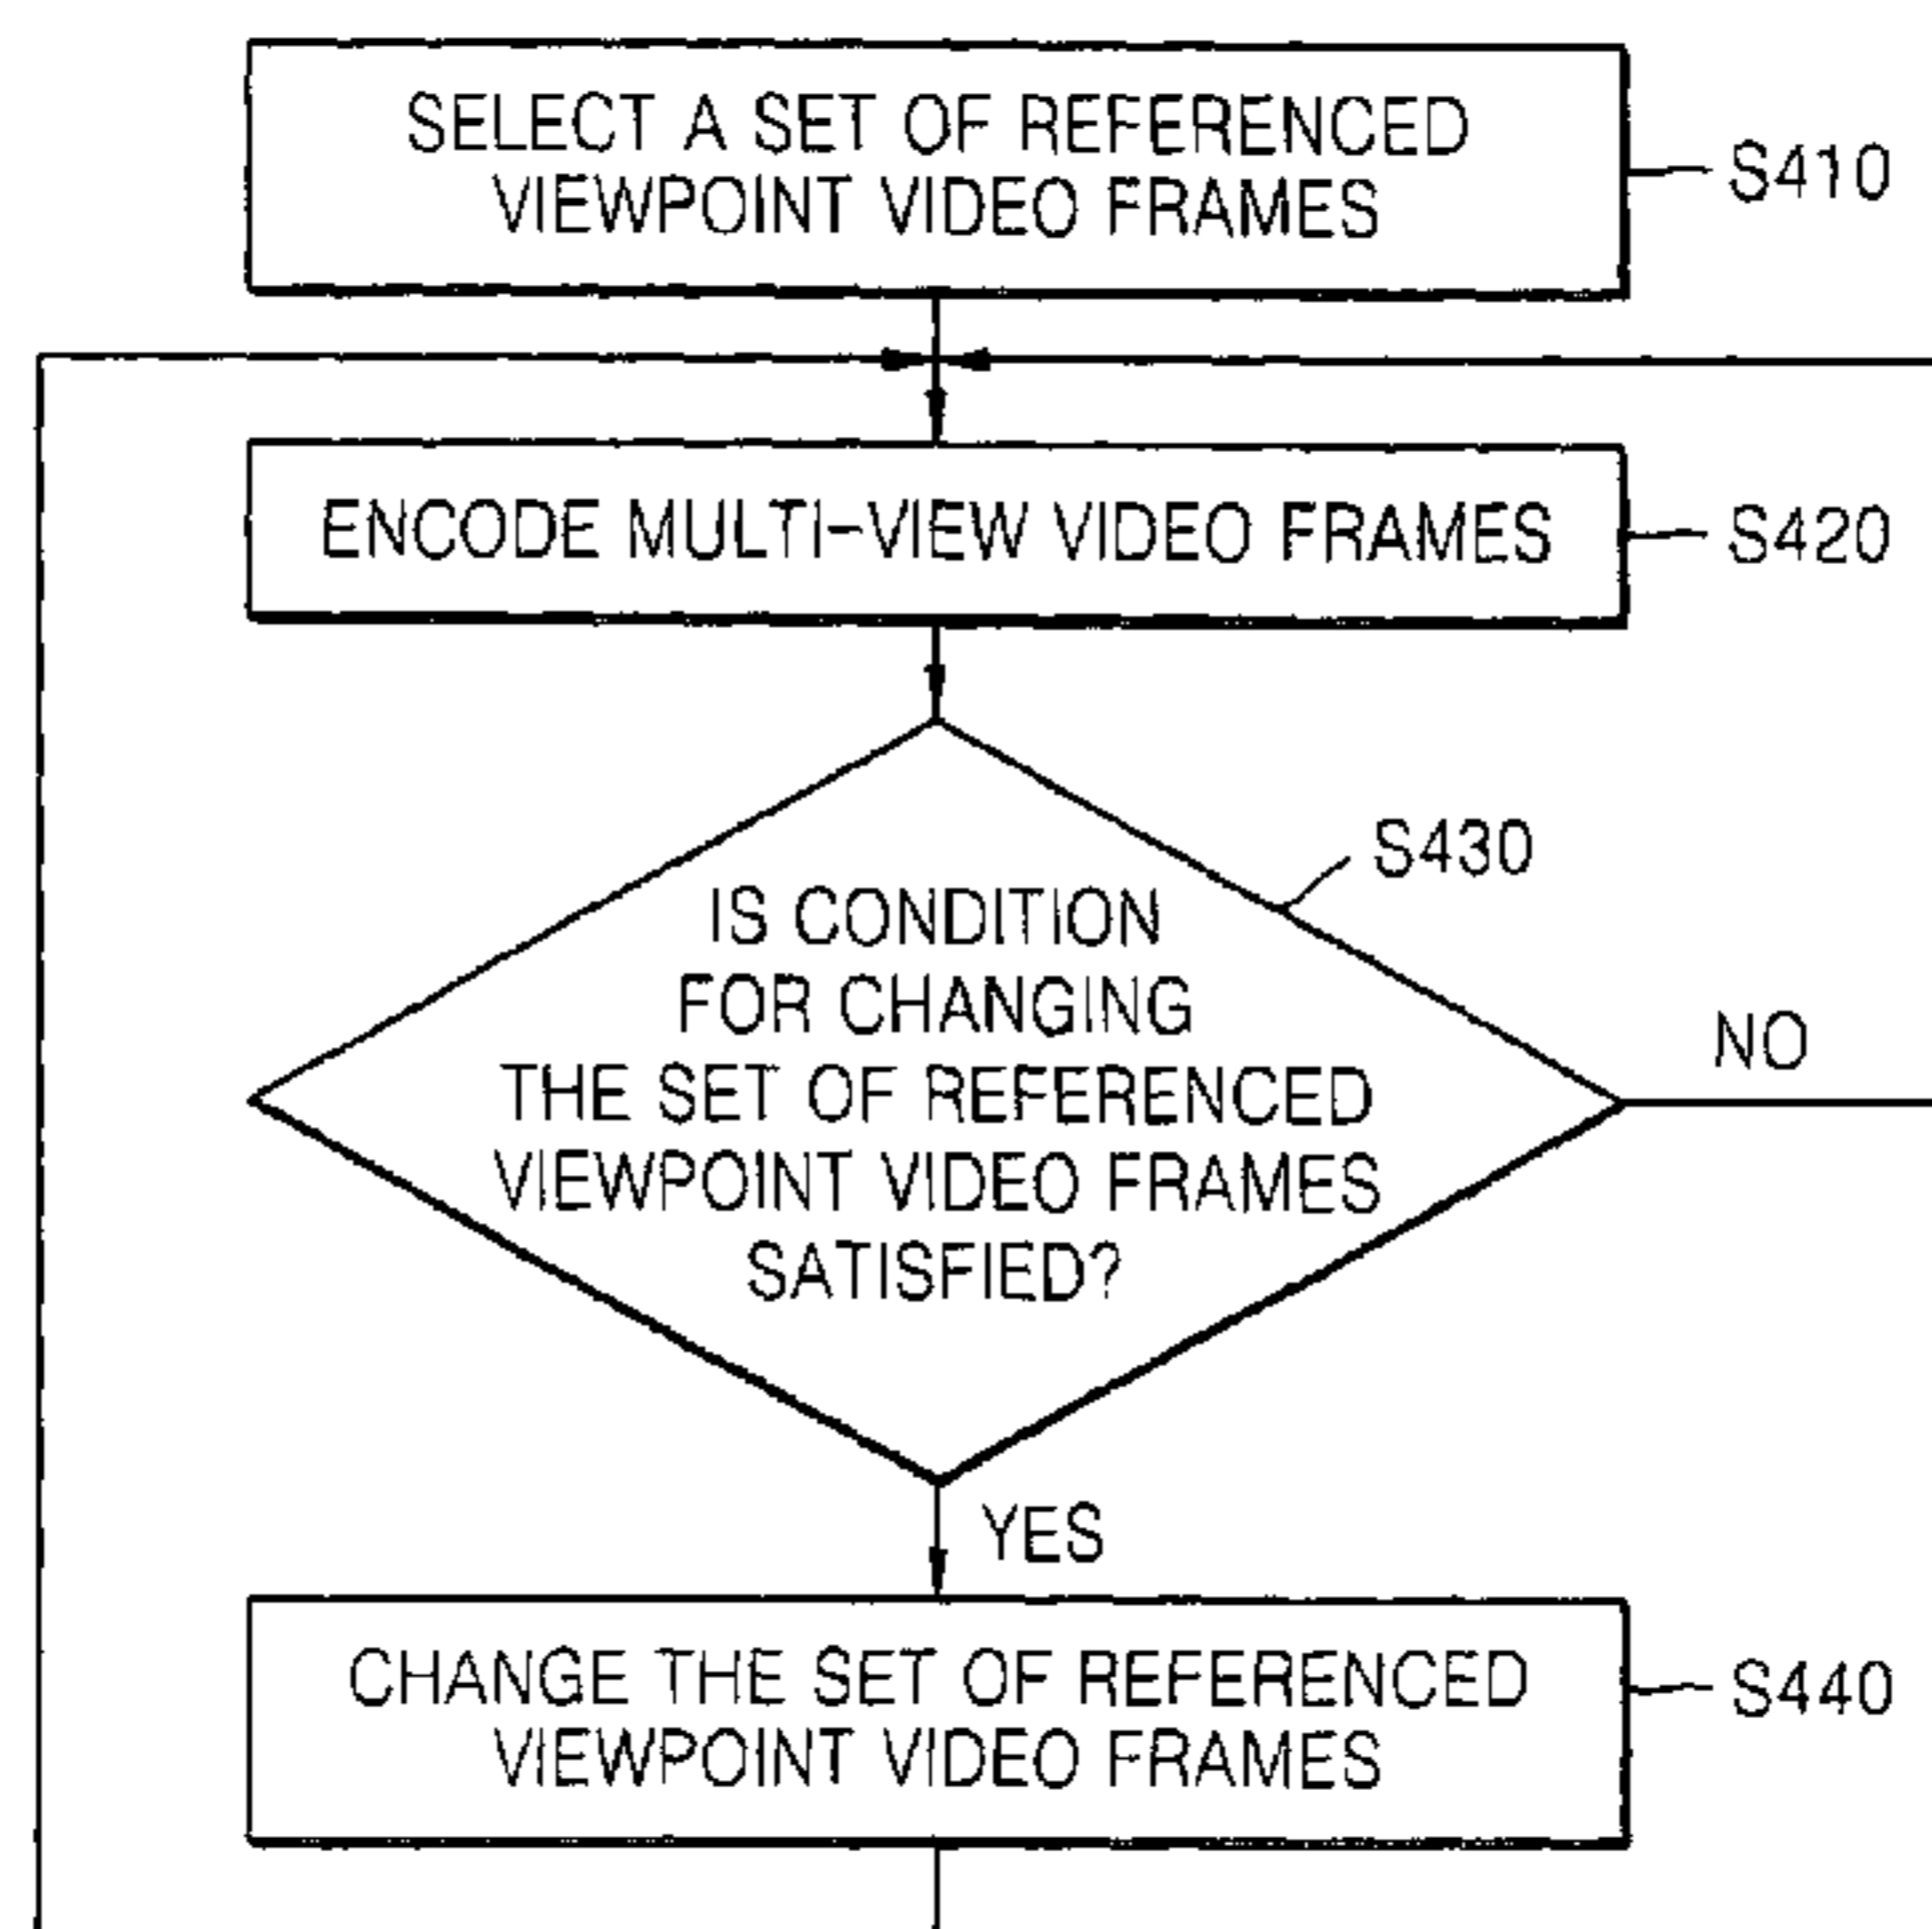 SELECT A SET OF REFERENCED
VIEWPOINT VIDEO FRAMES
S410
ENCODE MULTI-VIEW VIDEO FRAMES
S420
S430
IS CONDITION
FOR CHANGING
THE SET OF REFERENCED
VIEWPOINT VIDEO FRAMES
SATISFIED?
NO
YES
CHANGE THE SET OF REFERENCED
VIEWPOINT VIDEO FRAMES
S440